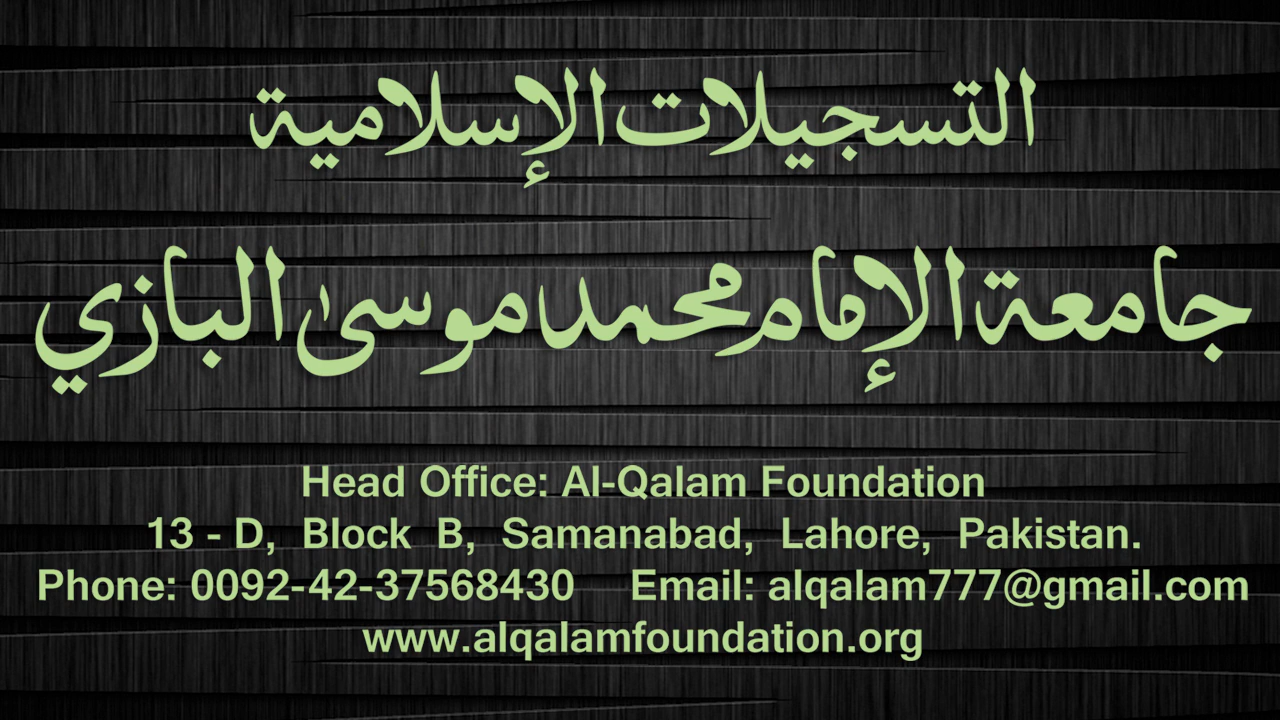 التسجيلات الإسلامية
جامعة الإمام محمد موسىٰ البازي
Head Office: Al-Qalam Foundation
13 - D, Block B, Samanabad, Lahore, Pakistan.
Phone: 0092-42-37568430 Email: alqalam777@gmail.com
www.alqalamfoundation.org